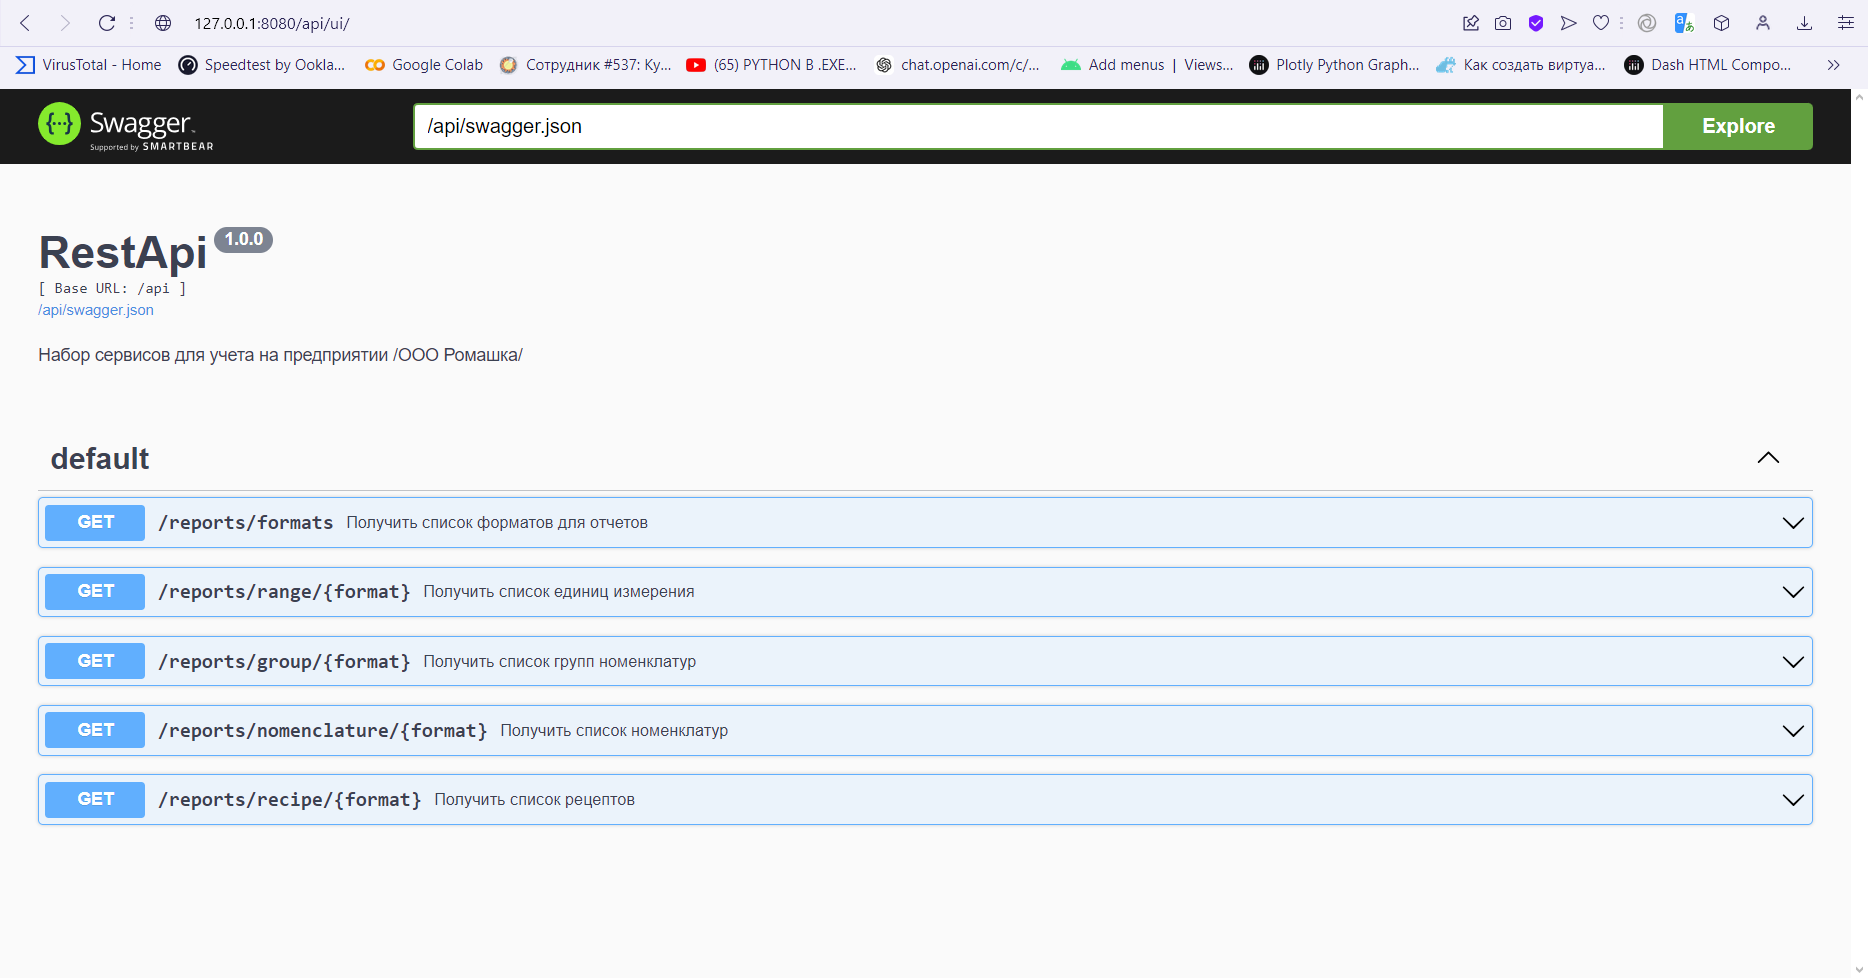 127.0.0.1:8080/api/ui/
VirusTotal - Home Speedtest by Ookla... Google Colab Сотрудник #537: Ку... (65) PYTHON В .EXE... chat.openai.com/c/... Add menus | Views... Plotly Python Graph... Как создать виртуа... Dash HTML Compo...
Swagger
Supported by SMARTBEAR
/api/swagger.json
Explore
RestApi 1.0.0
[ Base URL: /api ]
/api/swagger.json
Набор сервисов для учета на предприятии /ООО Ромашка/
default
GET /reports/formats Получить список форматов для отчетов
GET /reports/range/{format} Получить список единиц измерения
GET /reports/group/{format} Получить список групп номенклатур
GET /reports/nomenclature/{format} Получить список номенклатур
GET /reports/recipe/{format} Получить список рецептов